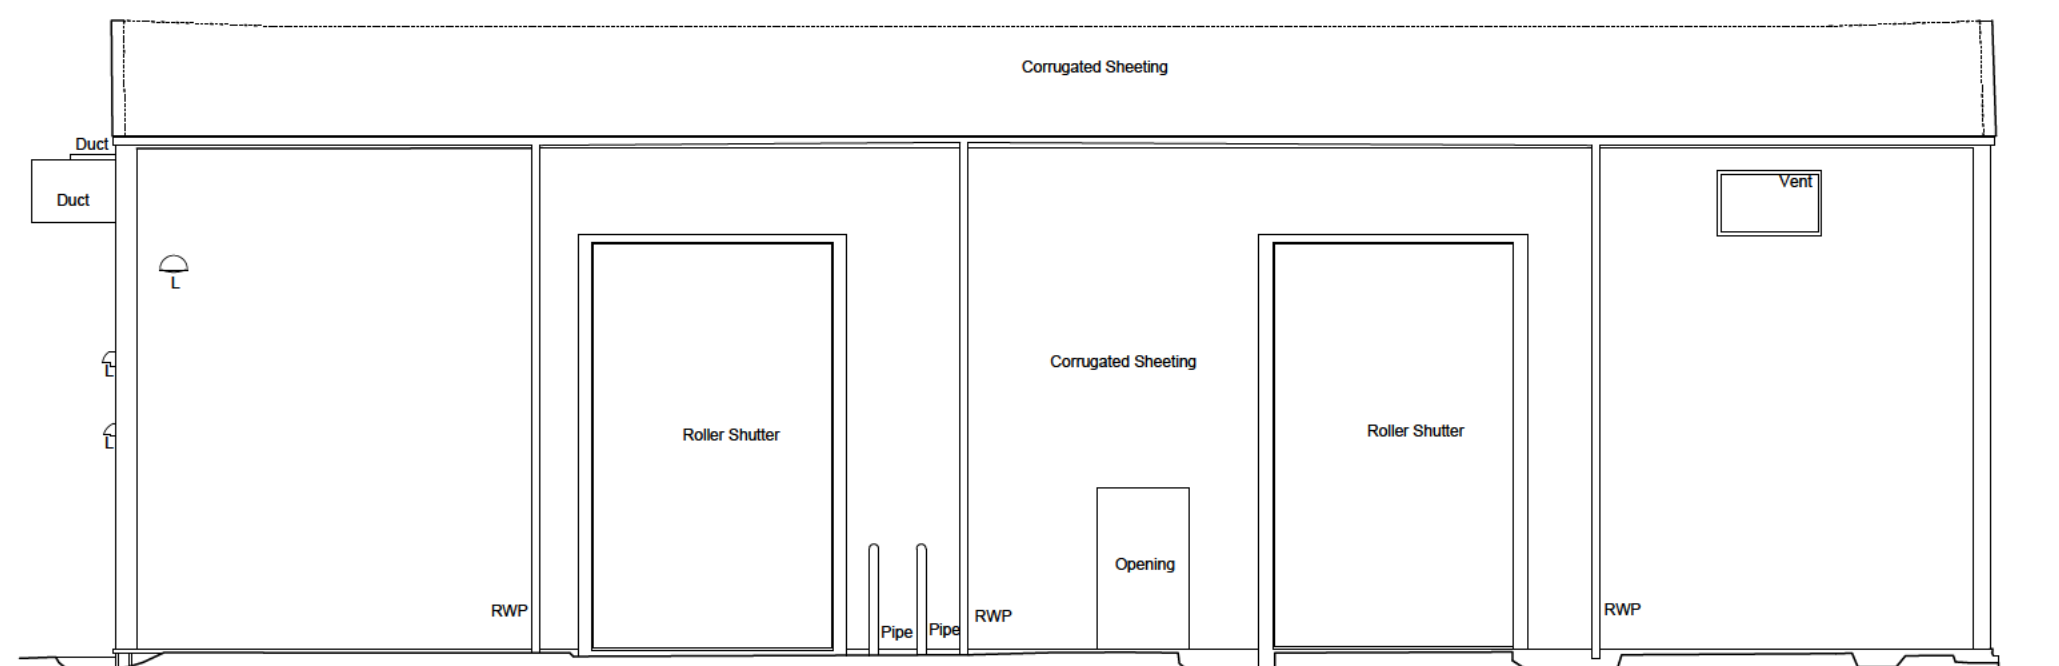 Corrugated Sheeting
Duct
Duct
Vent
L
L
Corrugated Sheeting
L
Roller Shutter
Roller Shutter
Opening
RWP
RWP
RWP
Pipe
Pipe